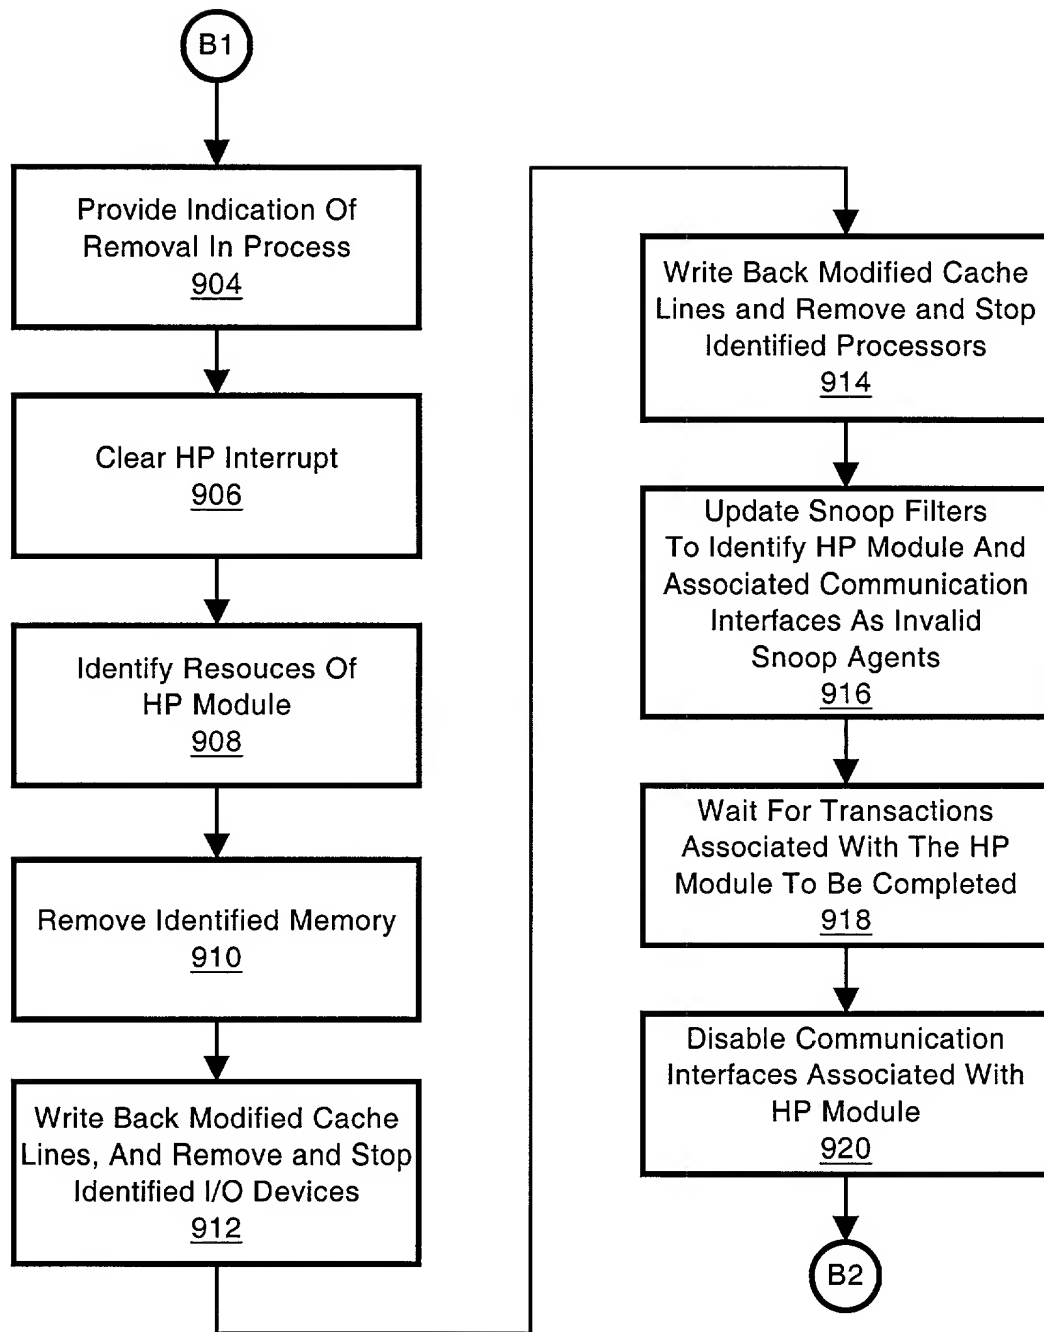 B1
Provide Indication Of
Removal In Process
904
Clear HP Interrupt
906
Identify Resouces Of
HP Module
908
Remove Identified Memory
910
Write Back Modified Cache
Lines, And Remove and Stop
Identified I/O Devices
912
Write Back Modified Cache
Lines and Remove and Stop
Identified Processors
914
Update Snoop Filters
To Identify HP Module And
Associated Communication
Interfaces As Invalid
Snoop Agents
916
Wait For Transactions
Associated With The HP
Module To Be Completed
918
Disable Communication
Interfaces Associated With
HP Module
920
B2